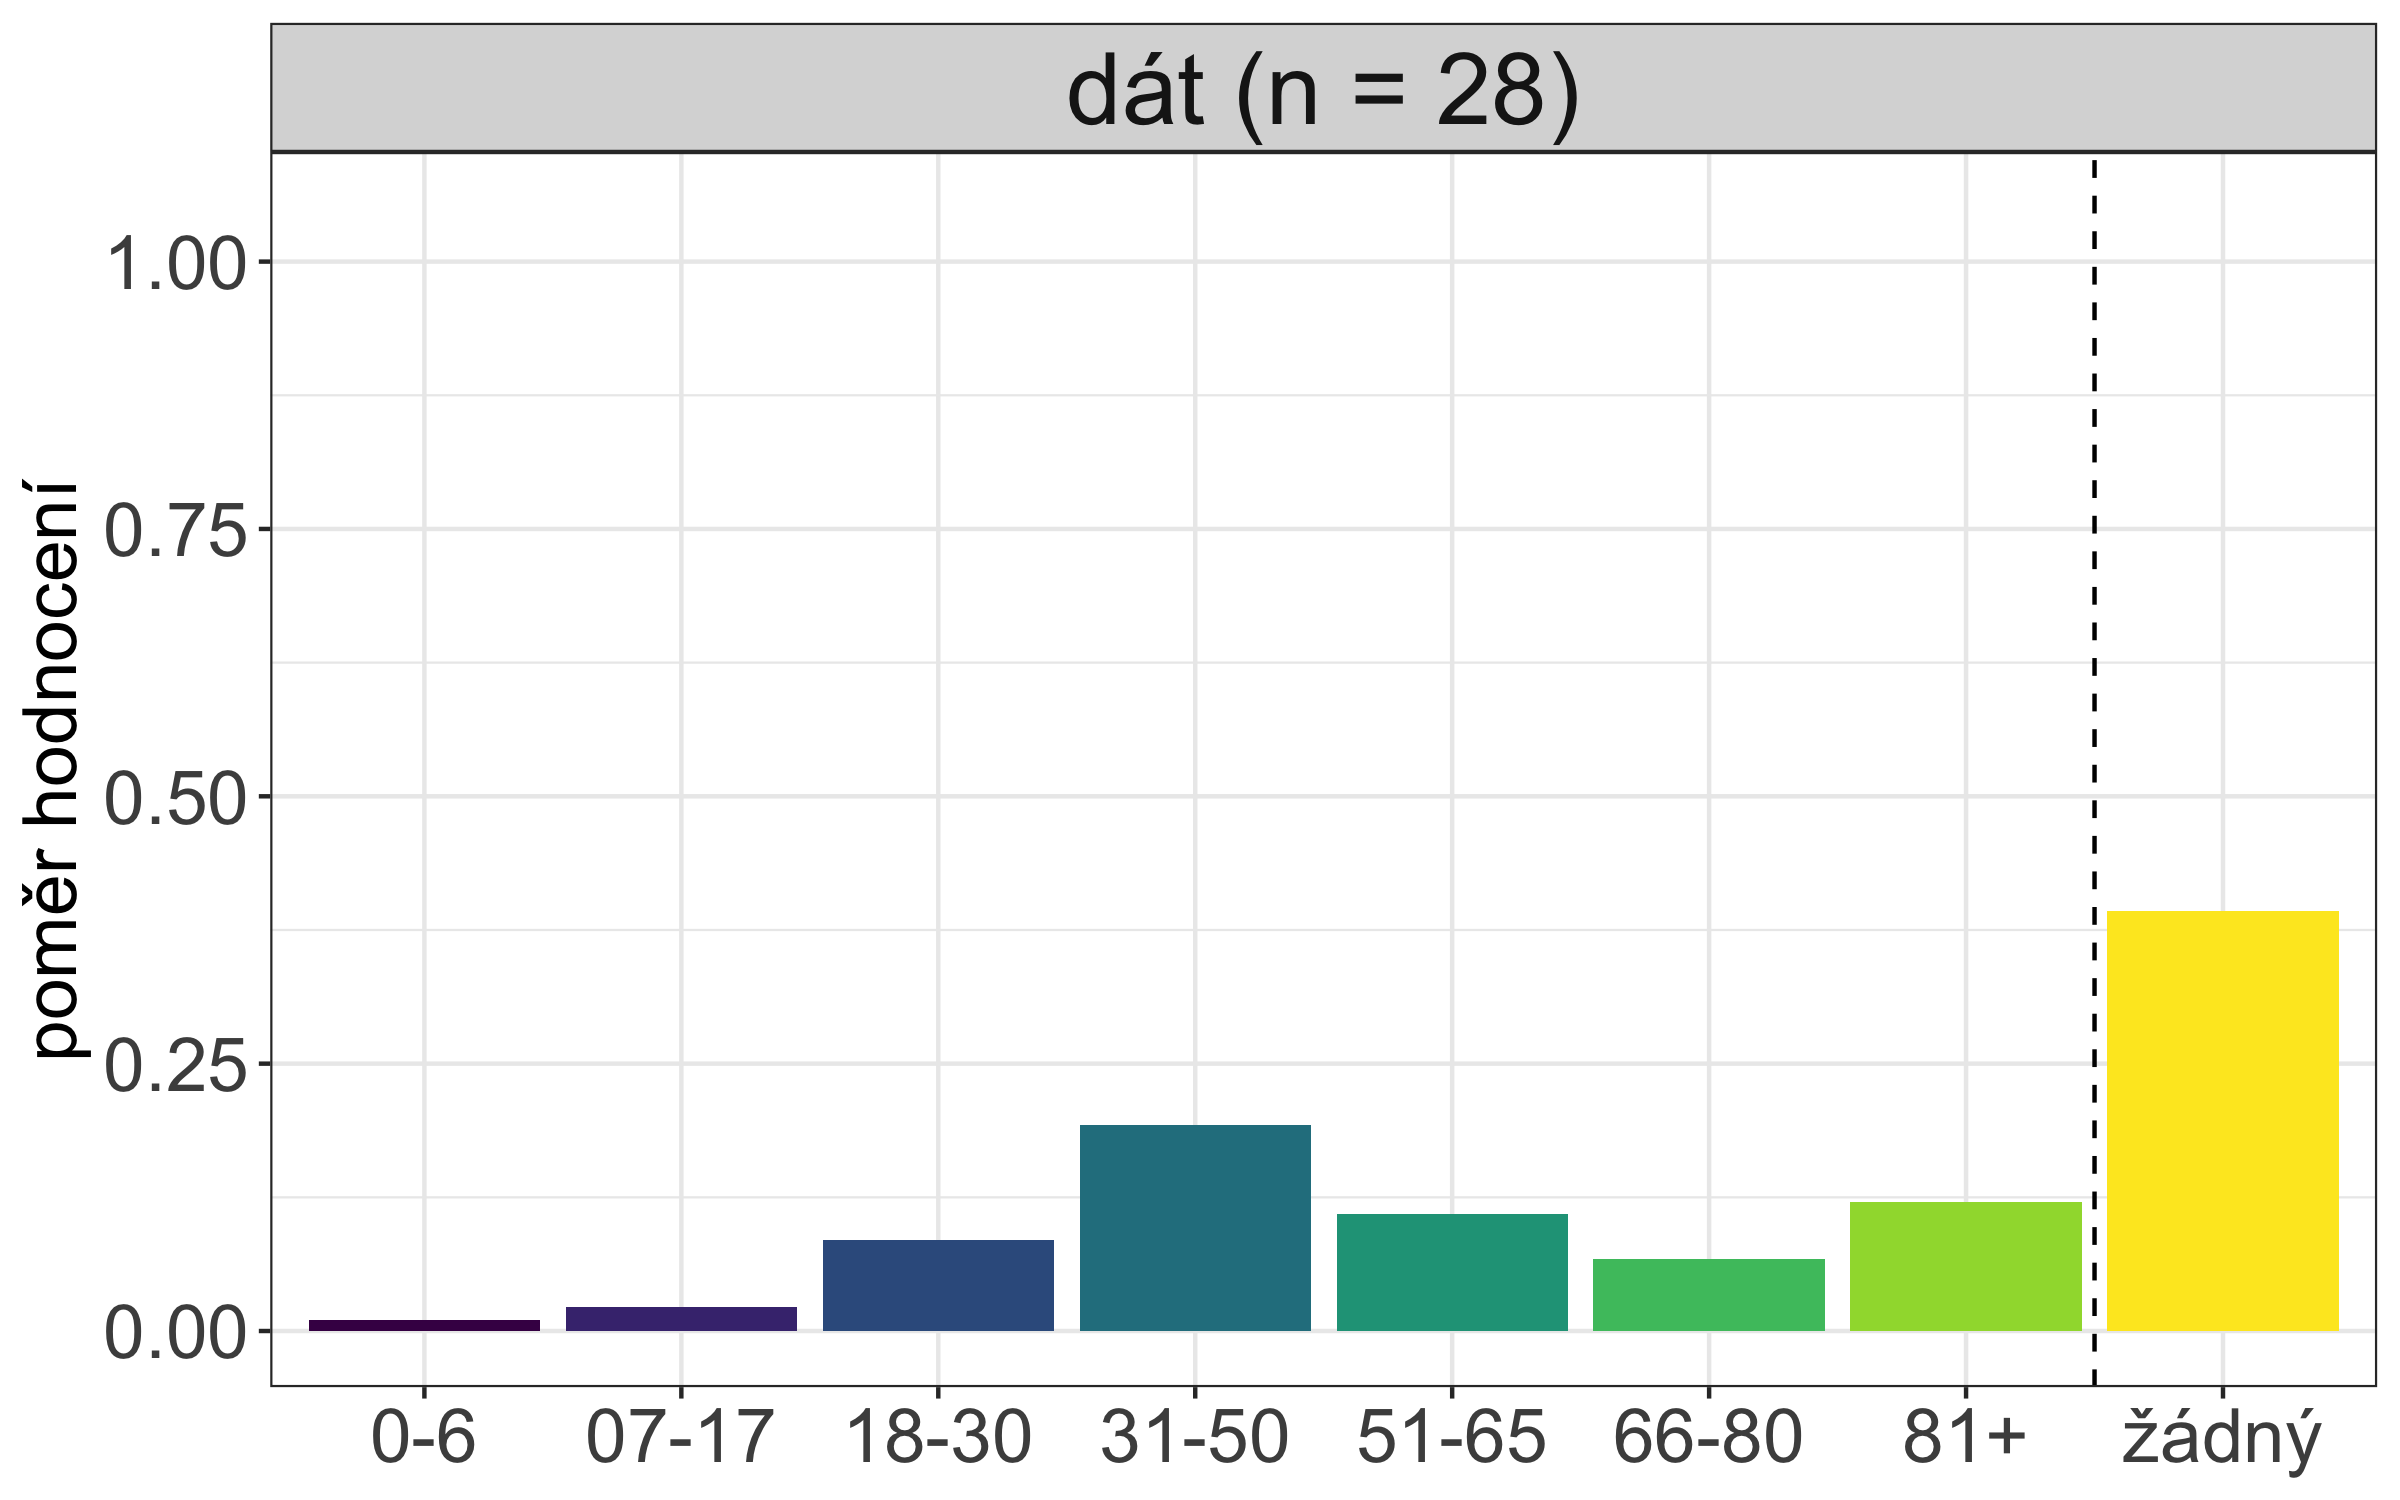 dát (n = 28)
poměr hodnocení
1.00
0.75
0.50
0.25
0.00
0-6 07-17 18-30 31-50 51-65 66-80 81+ žádný